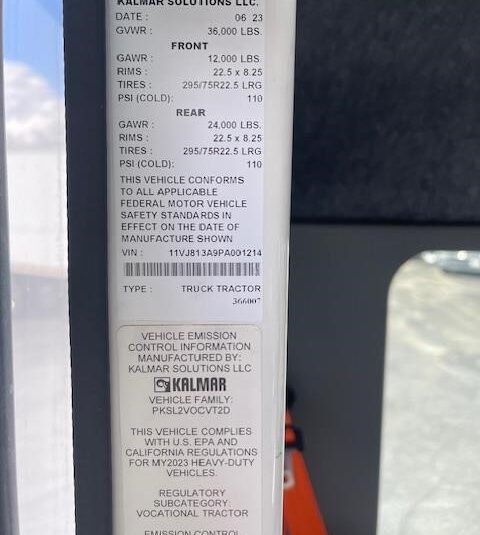 KALMAR SOLUTIONS LLC.
DATE : 06 23
GVWR : 36,000 LBS.
FRONT
GAWR : 12,000 LBS.
RIMS : 22.5 x 8.25
TIRES : 295/75R22.5 LRG
PSI (COLD): 110
REAR
GAWR : 24,000 LBS.
RIMS : 22.5 x 8.25
TIRES : 295/75R22.5 LRG
PSI (COLD): 110
THIS VEHICLE CONFORMS
TO ALL APPLICABLE
FEDERAL MOTOR VEHICLE
SAFETY STANDARDS IN
EFFECT ON THE DATE OF
MANUFACTURE SHOWN
VIN : 11VJ813A9PA001214
TYPE : TRUCK TRACTOR
366007
VEHICLE EMISSION
CONTROL INFORMATION
MANUFACTURED BY:
KALMAR SOLUTIONS LLC
KALMAR
VEHICLE FAMILY:
PKSL2VOCVT2D
THIS VEHICLE COMPLIES
WITH U.S. EPA AND
CALIFORNIA REGULATIONS
FOR MY2023 HEAVY-DUTY
VEHICLES.
REGULATORY
SUBCATEGORY:
VOCATIONAL TRACTOR
EMISSION CONTROL